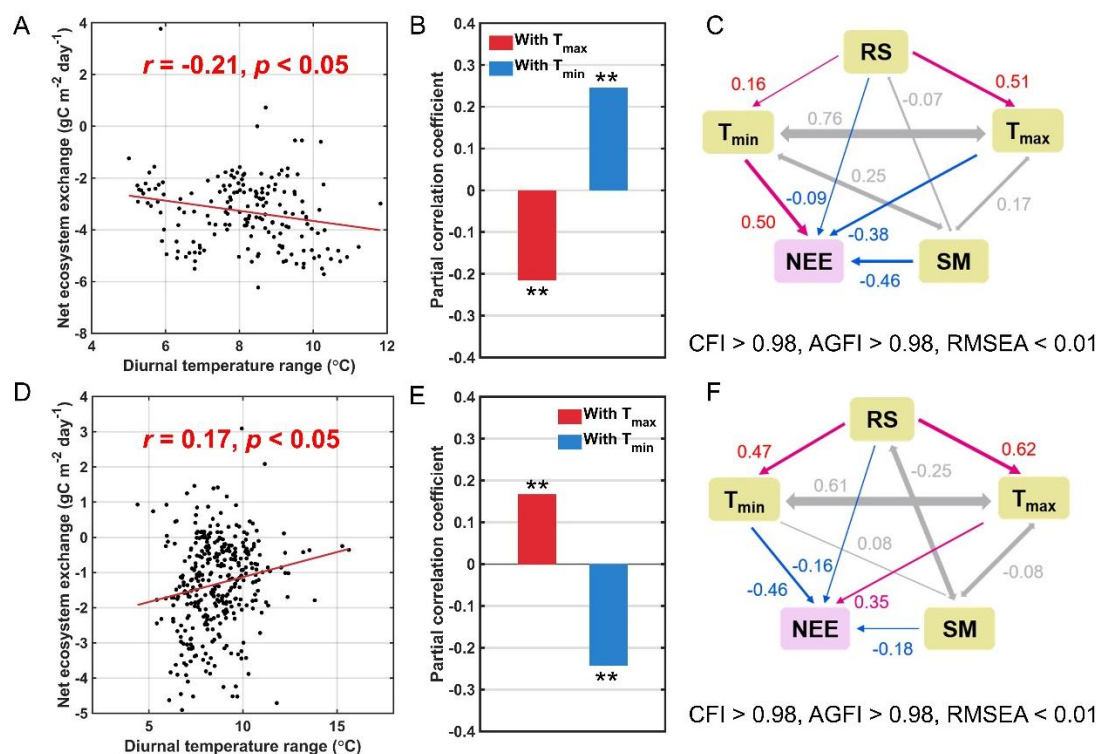 A
r = -0.21, p < 0.05
Net ecosystem exchange (gC m⁻² day⁻¹)
4
2
0
-2
-4
-6
-8
4
6
8
10
12
Diurnal temperature range (°C)
B
With Tmax
With Tmin
**
**
Partial correlation coefficient
0.4
0.3
0.2
0.1
0
-0.1
-0.2
-0.3
-0.4
C
RS
0.16
0.51
-0.07
Tmin
0.76
Tmax
0.25
0.17
-0.09
0.50
-0.38
NEE
SM
-0.46
CFI > 0.98, AGFI > 0.98, RMSEA < 0.01
D
r = 0.17, p < 0.05
Net ecosystem exchange (gC m⁻² day⁻¹)
4
3
2
1
0
-1
-2
-3
-4
-5
5
10
15
Diurnal temperature range (°C)
E
With Tmax
With Tmin
**
**
Partial correlation coefficient
0.4
0.3
0.2
0.1
0
-0.1
-0.2
-0.3
-0.4
F
RS
0.47
0.62
-0.25
Tmin
0.61
Tmax
0.08
-0.08
-0.16
-0.46
0.35
NEE
SM
-0.18
CFI > 0.98, AGFI > 0.98, RMSEA < 0.01